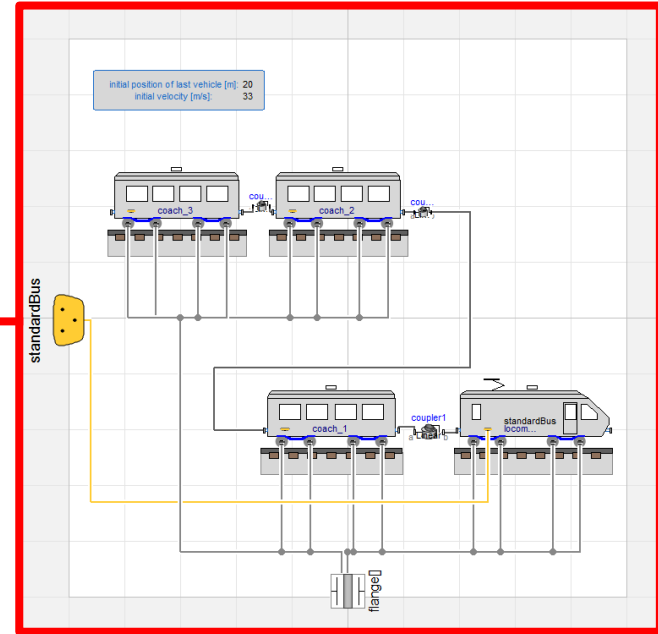 initial position of last vehicle [m]: 20
initial velocity [m/s]: 33
cou...
cou...
coach_3
coach_2
standardBus
coupler1
coach_1
a linear b
standardBus
locom...
flange[]